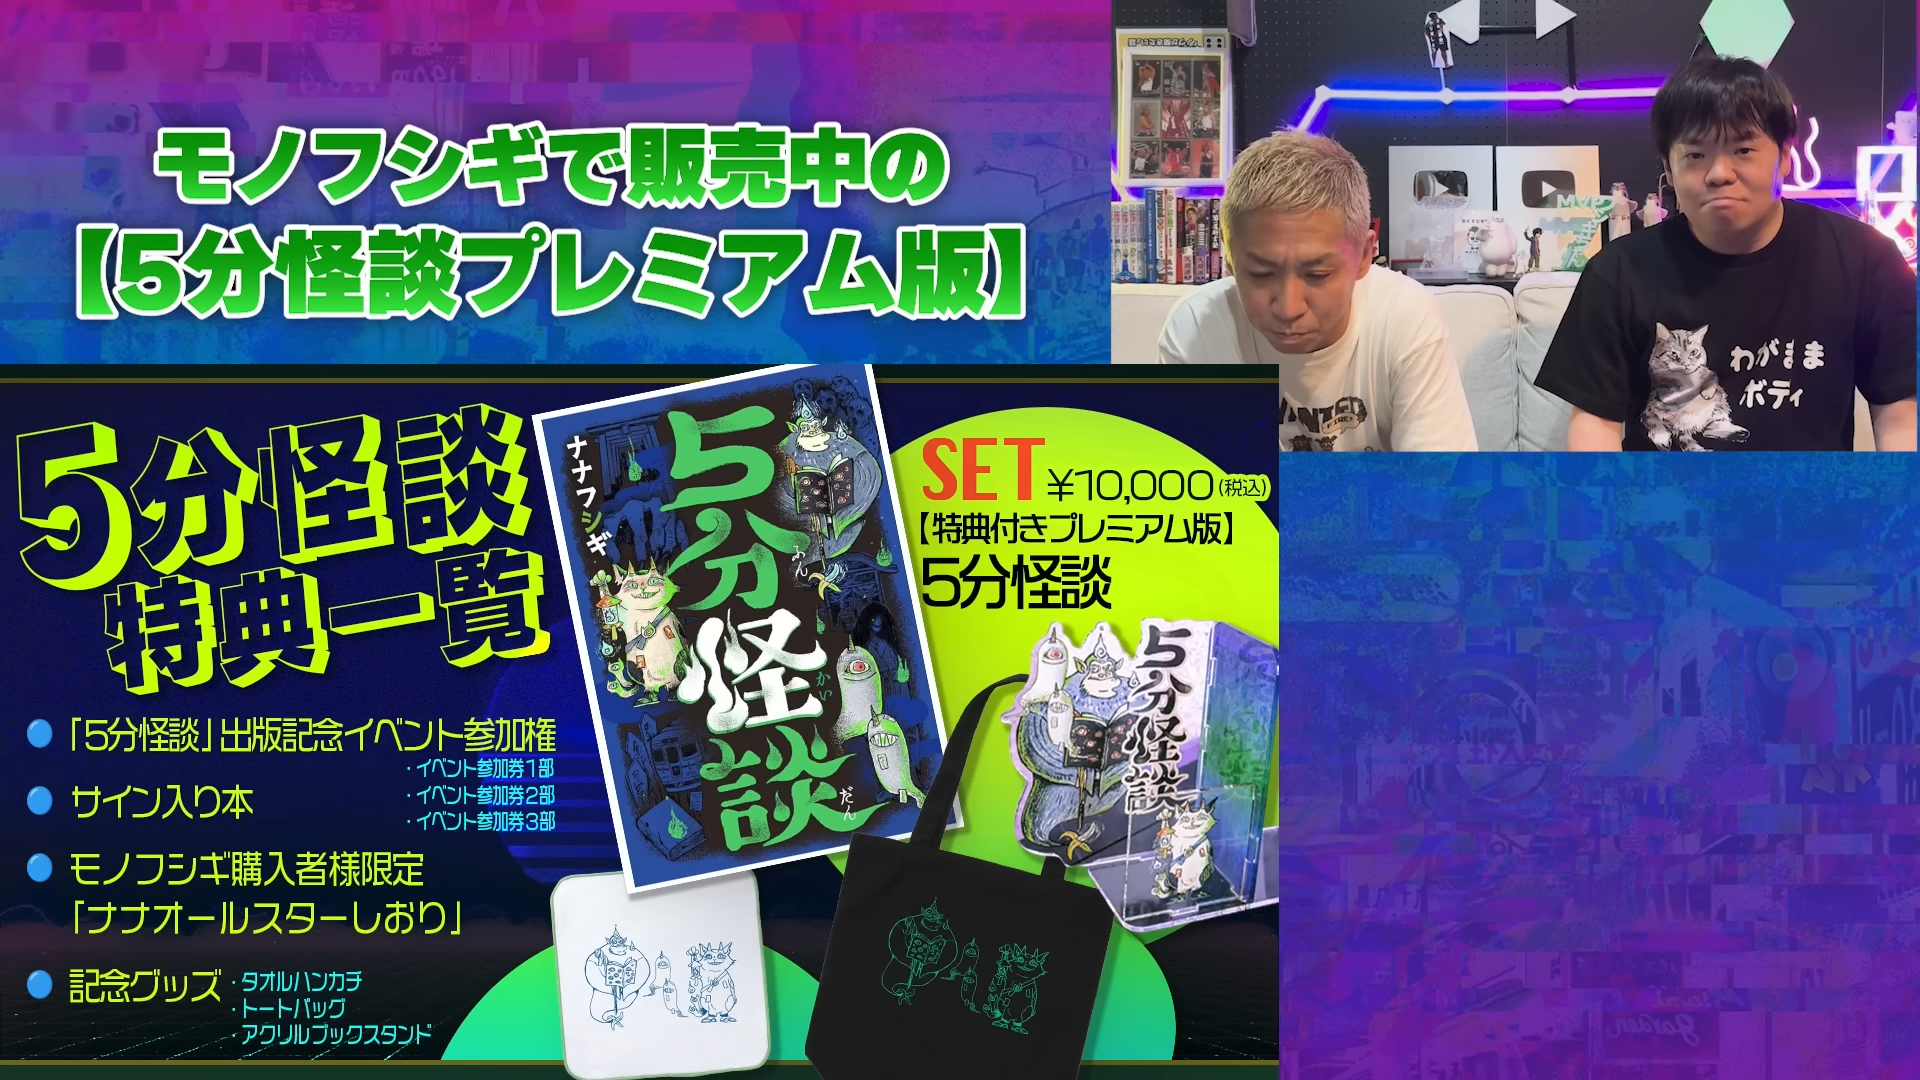 モノフシギで販売中の
【5分怪談プレミアム版】
MVP
わがまま
ボディ
WANTED
FIRE
5分怪談
特典一覧
ナナフシギ
5分怪談
ふん
かい
だん
SET ¥10,000(税込)
【特典付きプレミアム版】
5分怪談
5分怪談
・「5分怪談」出版記念イベント参加権
・イベント参加券1部
・イベント参加券2部
・イベント参加券3部
・サイン入り本
・モノフシギ購入者様限定
「ナナオールスターしおり」
・記念グッズ
・タオルハンカチ
・トートバッグ
・アクリルブックスタンド